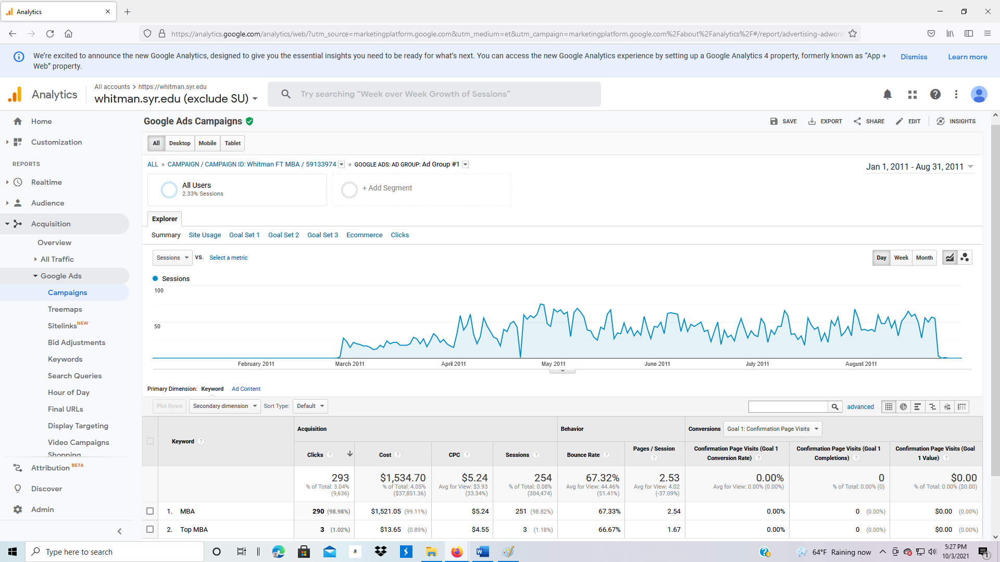 Analytics
https://analytics.google.com/analytics/web/?utm_source=marketingplatform.google.com&utm_medium=et&utm_campaign=marketingplatform.google.com%2Fabout%2Fanalytics%2F#/report/advertising-adword
We're excited to announce the new Google Analytics, designed to give you the essential insights you need to be ready for what's next. You can access the new Google Analytics experience by setting up a Google Analytics 4 property, formerly known as “App +
Web” property.
Dismiss
Learn more
Analytics
All accounts > https://whitman.syr.edu
whitman.syr.edu (exclude SU)
Try searching “Week over Week Growth of Sessions”
Home
Customization
REPORTS
Realtime
Audience
Acquisition
Overview
All Traffic
Google Ads
Campaigns
Treemaps
Sitelinks NEW
Bid Adjustments
Keywords
Search Queries
Hour of Day
Final URLs
Display Targeting
Video Campaigns
Shopping
Attribution BETA
Discover
Admin
Google Ads Campaigns
SAVE EXPORT SHARE EDIT INSIGHTS
All Desktop Mobile Tablet
ALL » CAMPAIGN / CAMPAIGN ID: Whitman FT MBA / 59133974 » GOOGLE ADS: AD GROUP: Ad Group #1
Jan 1, 2011 - Aug 31, 2011
All Users
2.33% Sessions
+ Add Segment
Explorer
Summary Site Usage Goal Set 1 Goal Set 2 Goal Set 3 Ecommerce Clicks
Sessions VS. Select a metric
Day Week Month
Sessions
100
50
February 2011 March 2011 April 2011 May 2011 June 2011 July 2011 August 2011
Primary Dimension: Keyword Ad Content
Plot Rows Secondary dimension Sort Type: Default
advanced
Keyword ?
Acquisition Behavior Conversions Goal 1: Confirmation Page Visits
Clicks ? Cost ? CPC ? Sessions ? Bounce Rate ? Pages / Session ? Confirmation Page Visits (Goal 1 Conversion Rate) ? Confirmation Page Visits (Goal 1 Completions) ? Confirmation Page Visits (Goal 1 Value) ?
293 $1,534.70 $5.24 254 67.32% 2.53 0.00% 0 $0.00
% of Total: 3.04% % of Total: 4.05% Avg for View: $3.93 % of Total: 0.08% Avg for View: 44.46% Avg for View: 4.02 Avg for View: 0.00% (0.00%) % of Total: 0.00% (0) % of Total: 0.00% ($0.00)
(9,636) ($37,851.36) (33.34%) (304,474) (51.41%) (-37.09%)
1. MBA 290 (98.98%) $1,521.05 (99.11%) $5.24 251 (98.82%) 67.33% 2.54 0.00% 0 (0.00%) $0.00 (0.00%)
2. Top MBA 3 (1.02%) $13.65 (0.89%) $4.55 3 (1.18%) 66.67% 1.67 0.00% 0 (0.00%) $0.00 (0.00%)
Type here to search
a
W
64°F Raining now
5:27 PM
10/3/2021
1